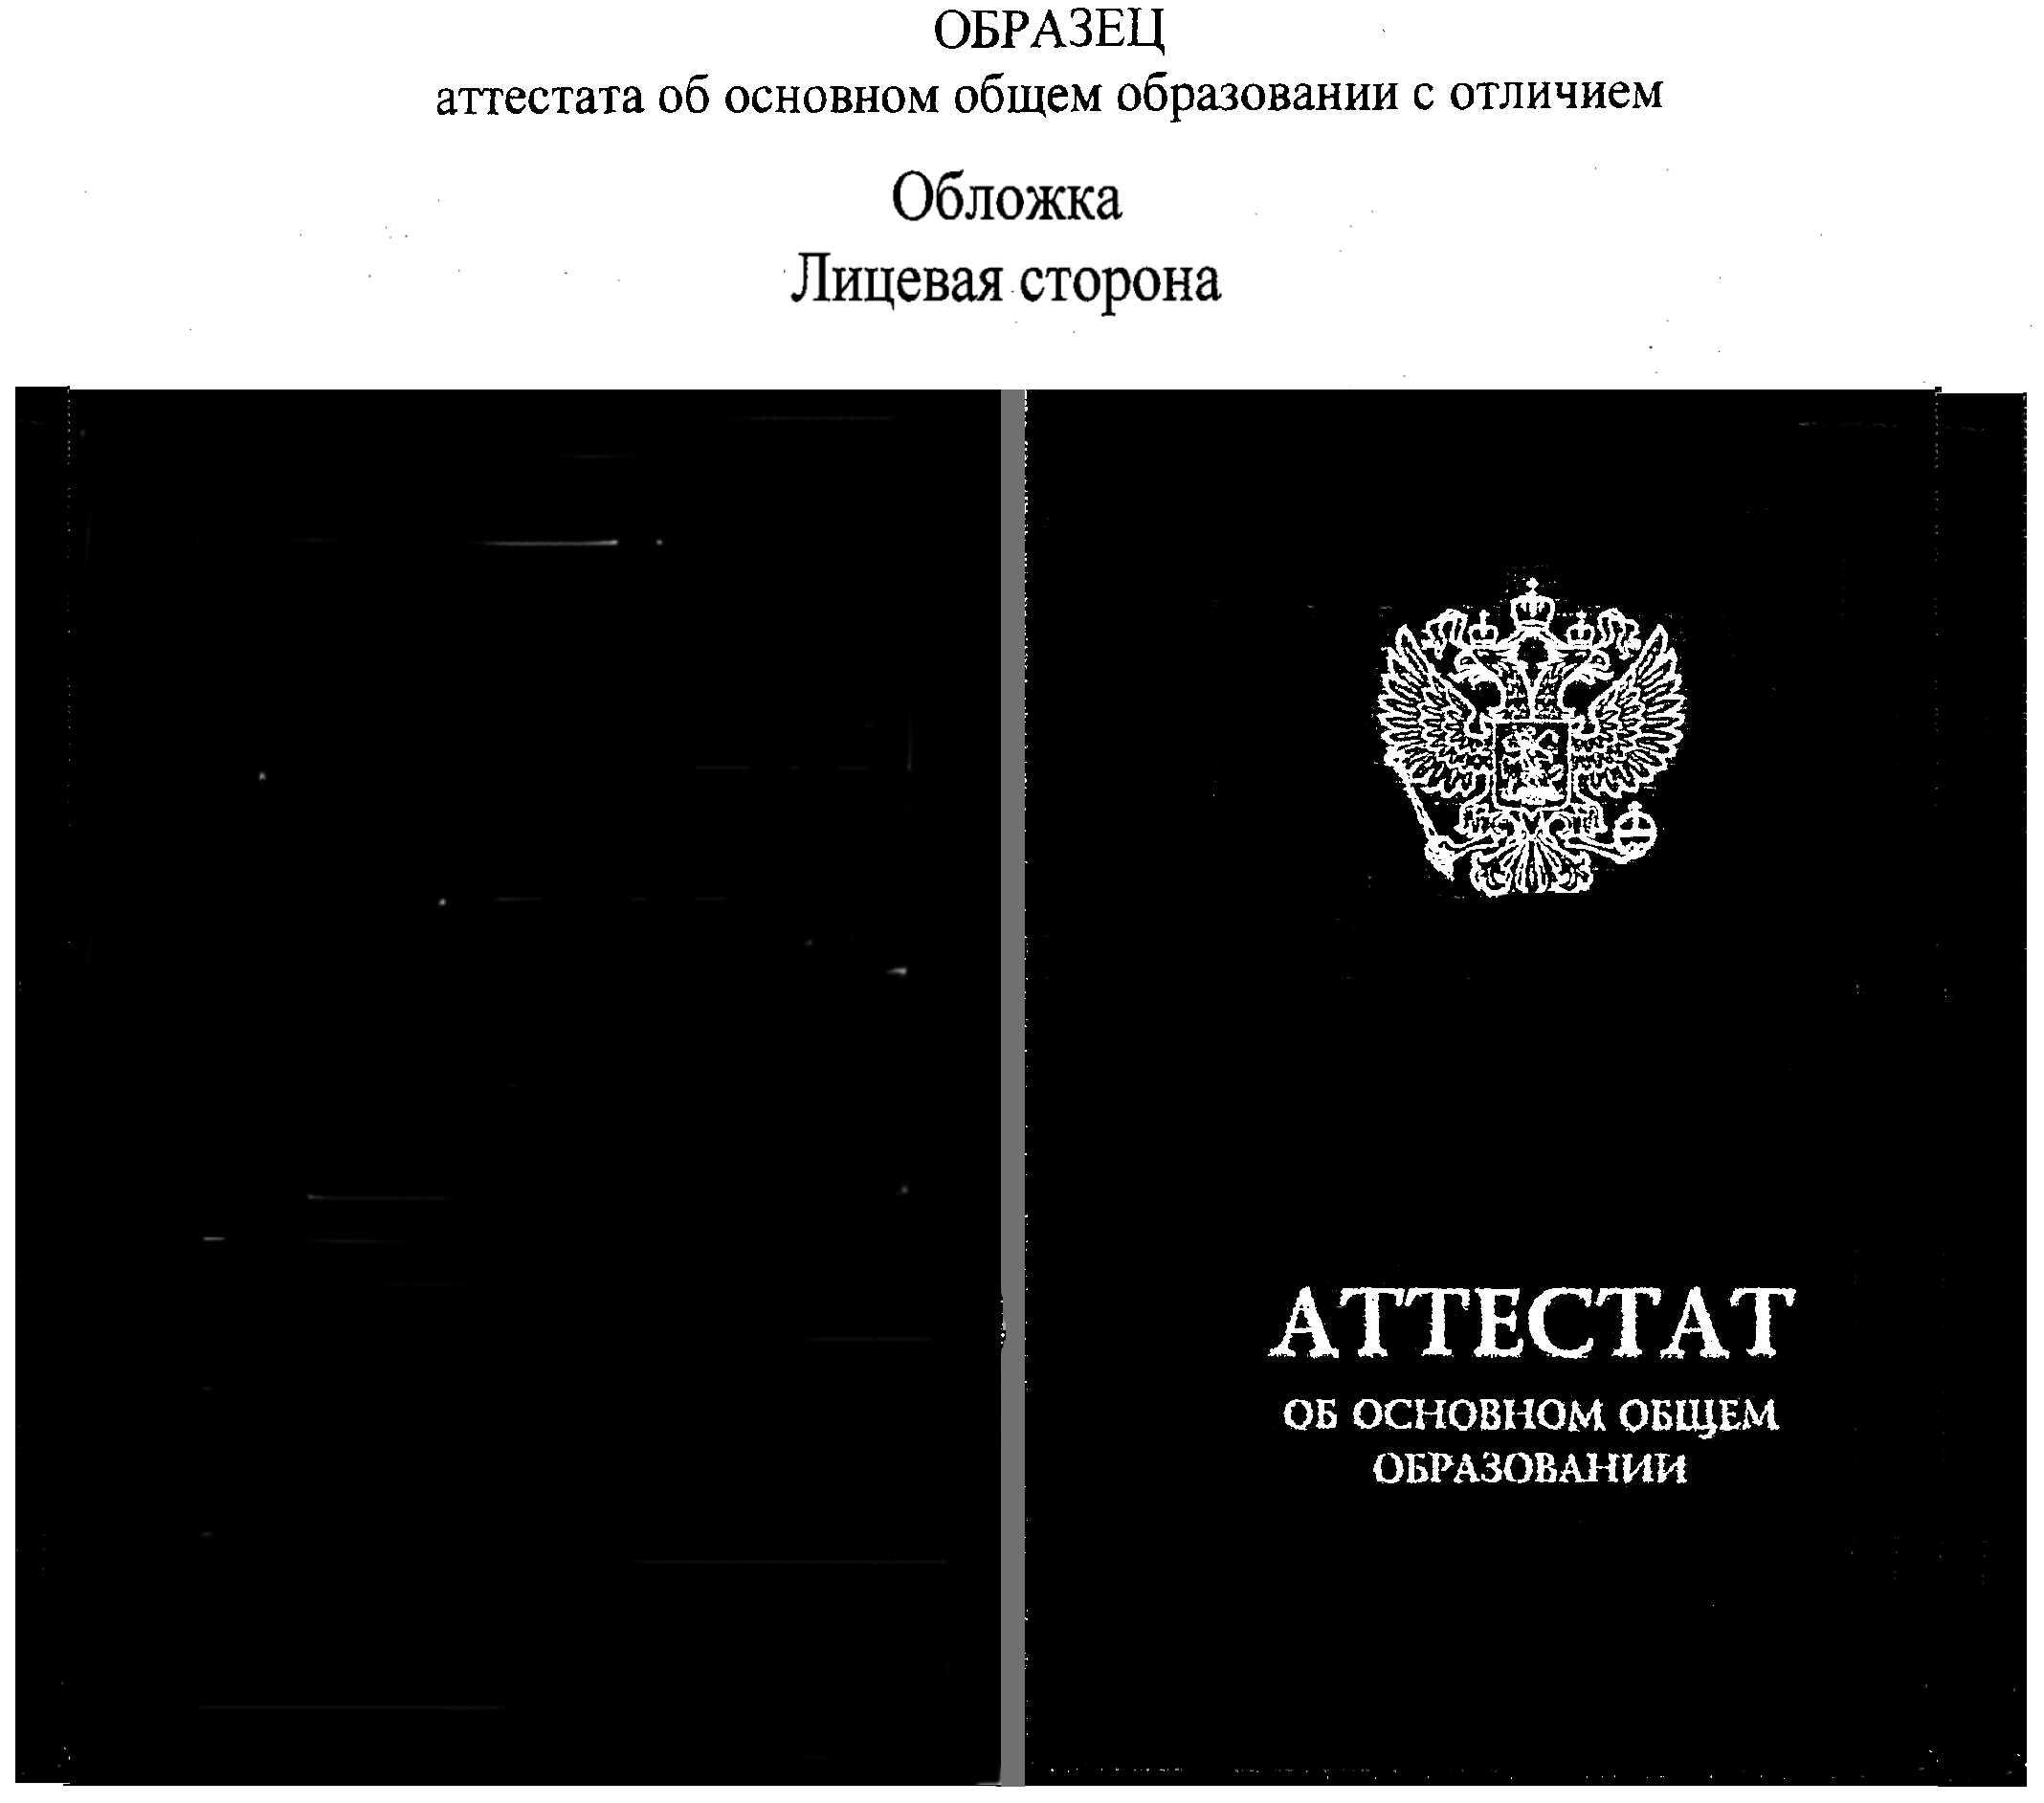 ОБРАЗЕЦ
аттестата об основном общем образовании с отличием
Обложка
Лицевая сторона
АТТЕСТАТ
ОБ ОСНОВНОМ ОБЩЕМ
ОБРАЗОВАНИИ